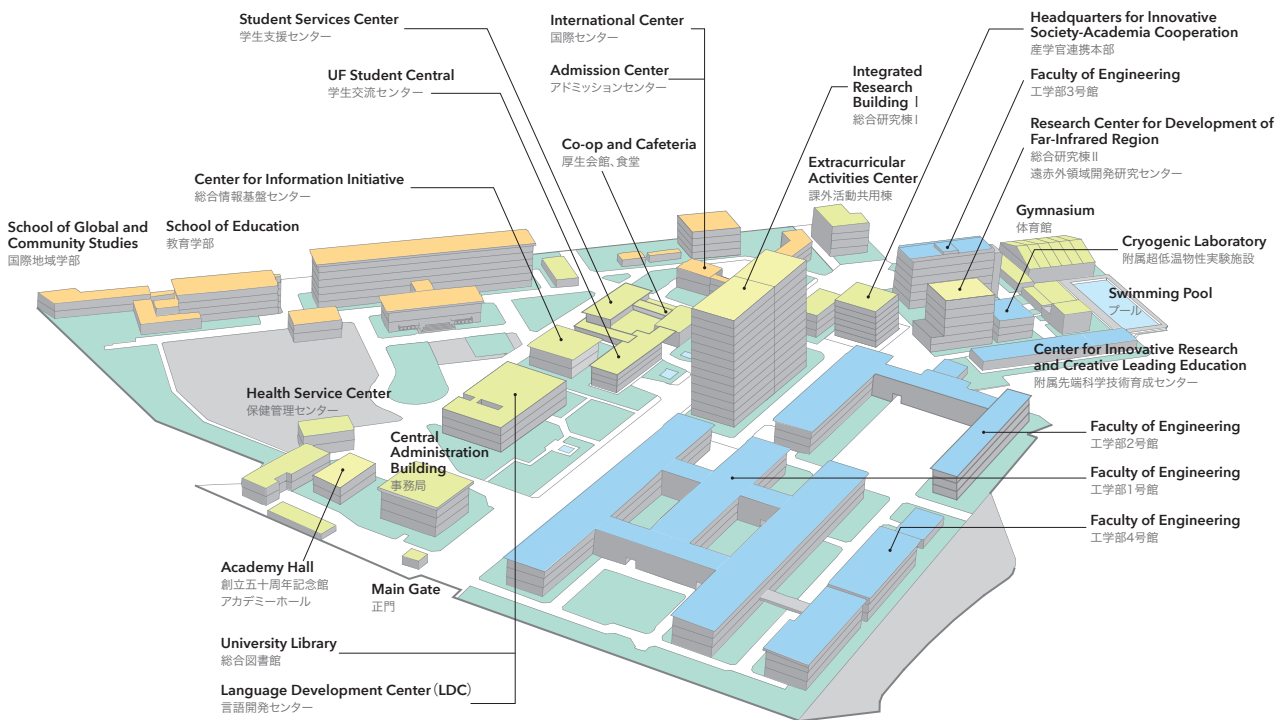 Student Services Center
学生支援センター
UF Student Central
学生交流センター
International Center
国際センター
Admission Center
アドミッションセンター
Co-op and Cafeteria
厚生会館、食堂
Integrated
Research
Building Ⅰ
総合研究棟Ⅰ
Extracurricular
Activities Center
課外活動共用棟
Headquarters for Innovative
Society-Academia Cooperation
産学官連携本部
Faculty of Engineering
工学部3号館
Research Center for Development of
Far-Infrared Region
総合研究棟Ⅱ
遠赤外領域開発研究センター
Gymnasium
体育館
Cryogenic Laboratory
附属超低温物性実験施設
Swimming Pool
プール
Center for Information Initiative
総合情報基盤センター
School of Global and
Community Studies
国際地域学部
School of Education
教育学部
Center for Innovative Research
and Creative Leading Education
附属先端科学技術育成センター
Health Service Center
保健管理センター
Central
Administration
Building
事務局
Faculty of Engineering
工学部2号館
Faculty of Engineering
工学部1号館
Faculty of Engineering
工学部4号館
Academy Hall
創立五十周年記念館
アカデミーホール
Main Gate
正門
University Library
総合図書館
Language Development Center（LDC）
言語開発センター